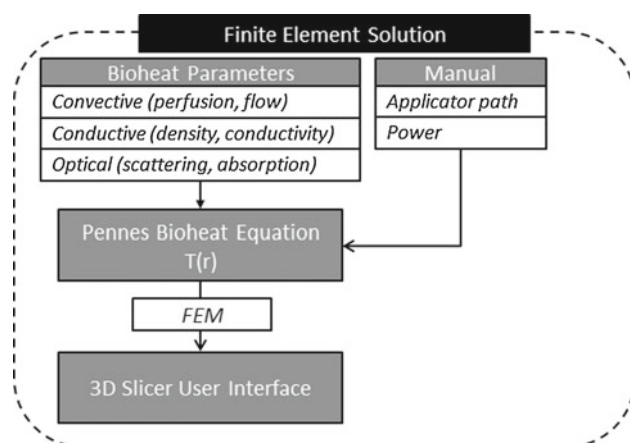 Finite Element Solution
Bioheat Parameters
Convective (perfusion, flow)
Conductive (density, conductivity)
Optical (scattering, absorption)
Manual
Applicator path
Power
Pennes Bioheat Equation
T(r)
FEM
3D Slicer User Interface